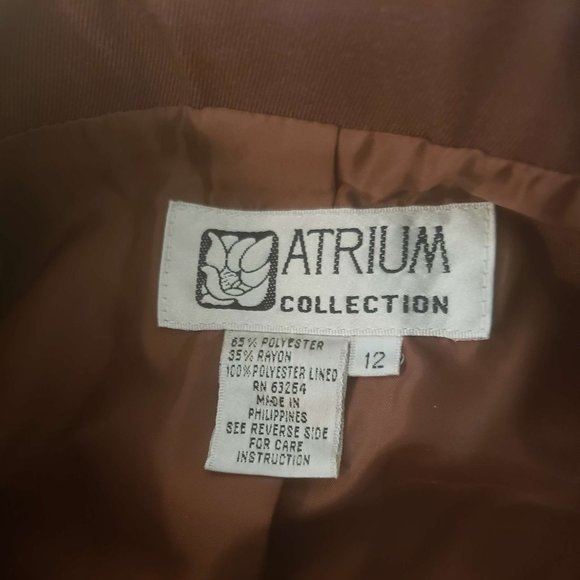 ATRIUM
COLLECTION
65% POLYESTER
35% RAYON
100% POLYESTER LINED
RN 63264
MADE IN
PHILIPPINES
SEE REVERSE SIDE
FOR CARE
INSTRUCTION
12